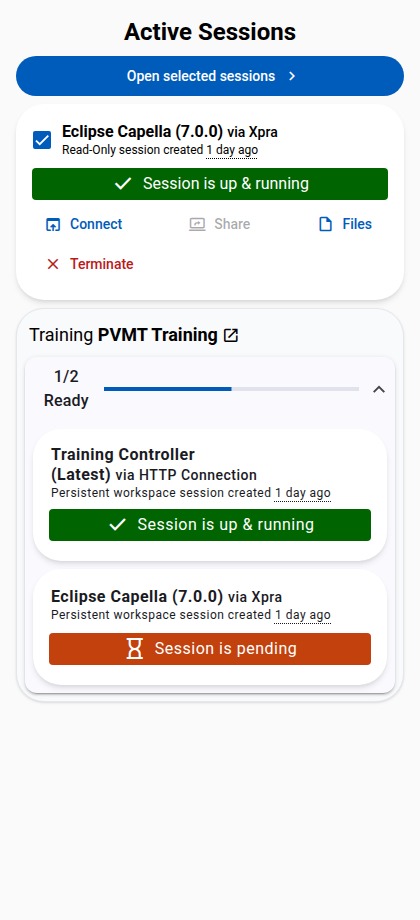 Active Sessions
Open selected sessions
Eclipse Capella (7.0.0) via Xpra
Read-Only session created 1 day ago
Session is up & running
Connect
Share
Files
Terminate
Training PVMT Training
1/2
Ready
Training Controller
(Latest) via HTTP Connection
Persistent workspace session created 1 day ago
Session is up & running
Eclipse Capella (7.0.0) via Xpra
Persistent workspace session created 1 day ago
Session is pending